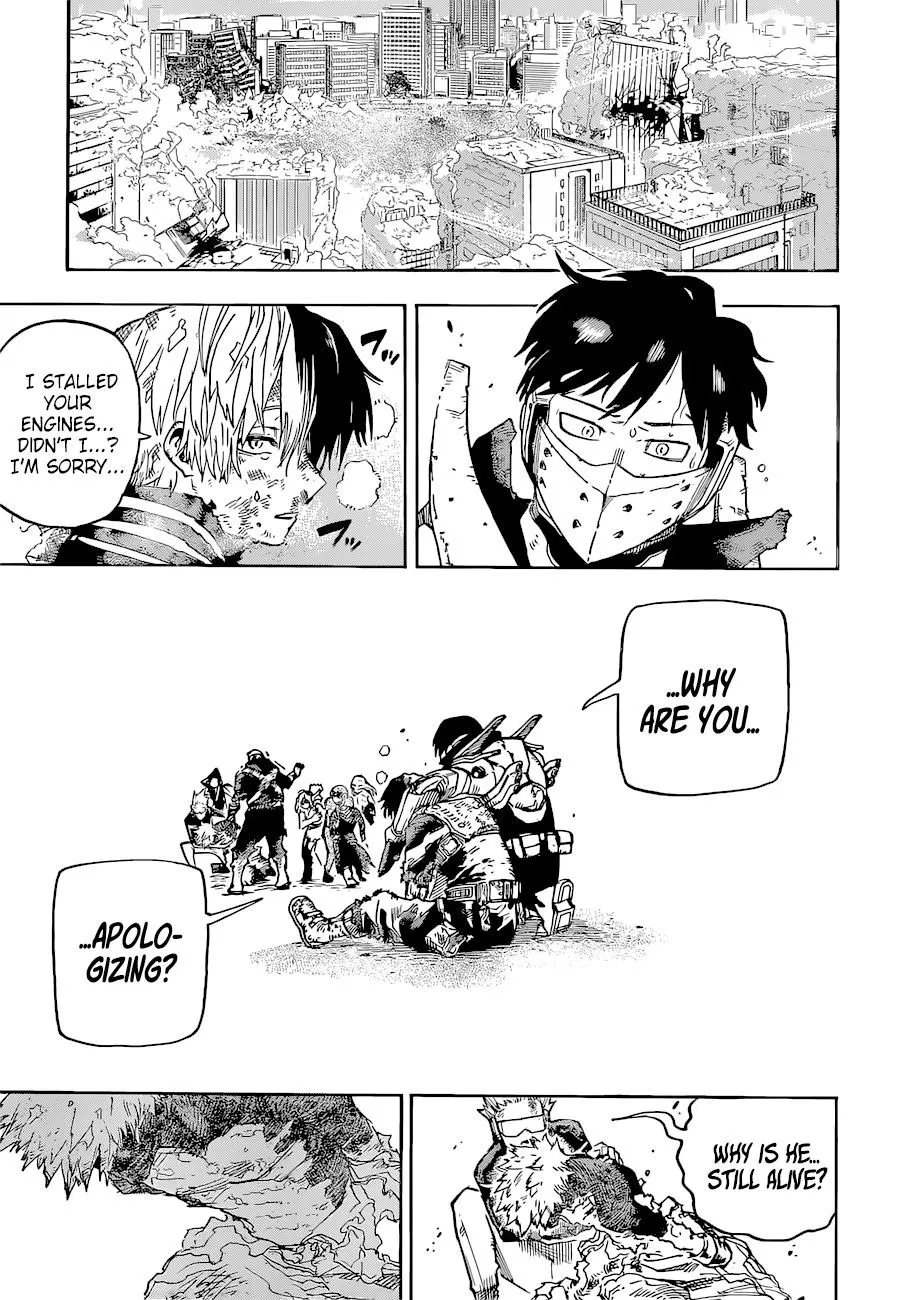 I STALLED
YOUR
ENGINES...
DIDN'T I...?
I'M SORRY...
...WHY
ARE YOU...
...APOLO-
GIZING?
WHY IS HE...
STILL ALIVE?